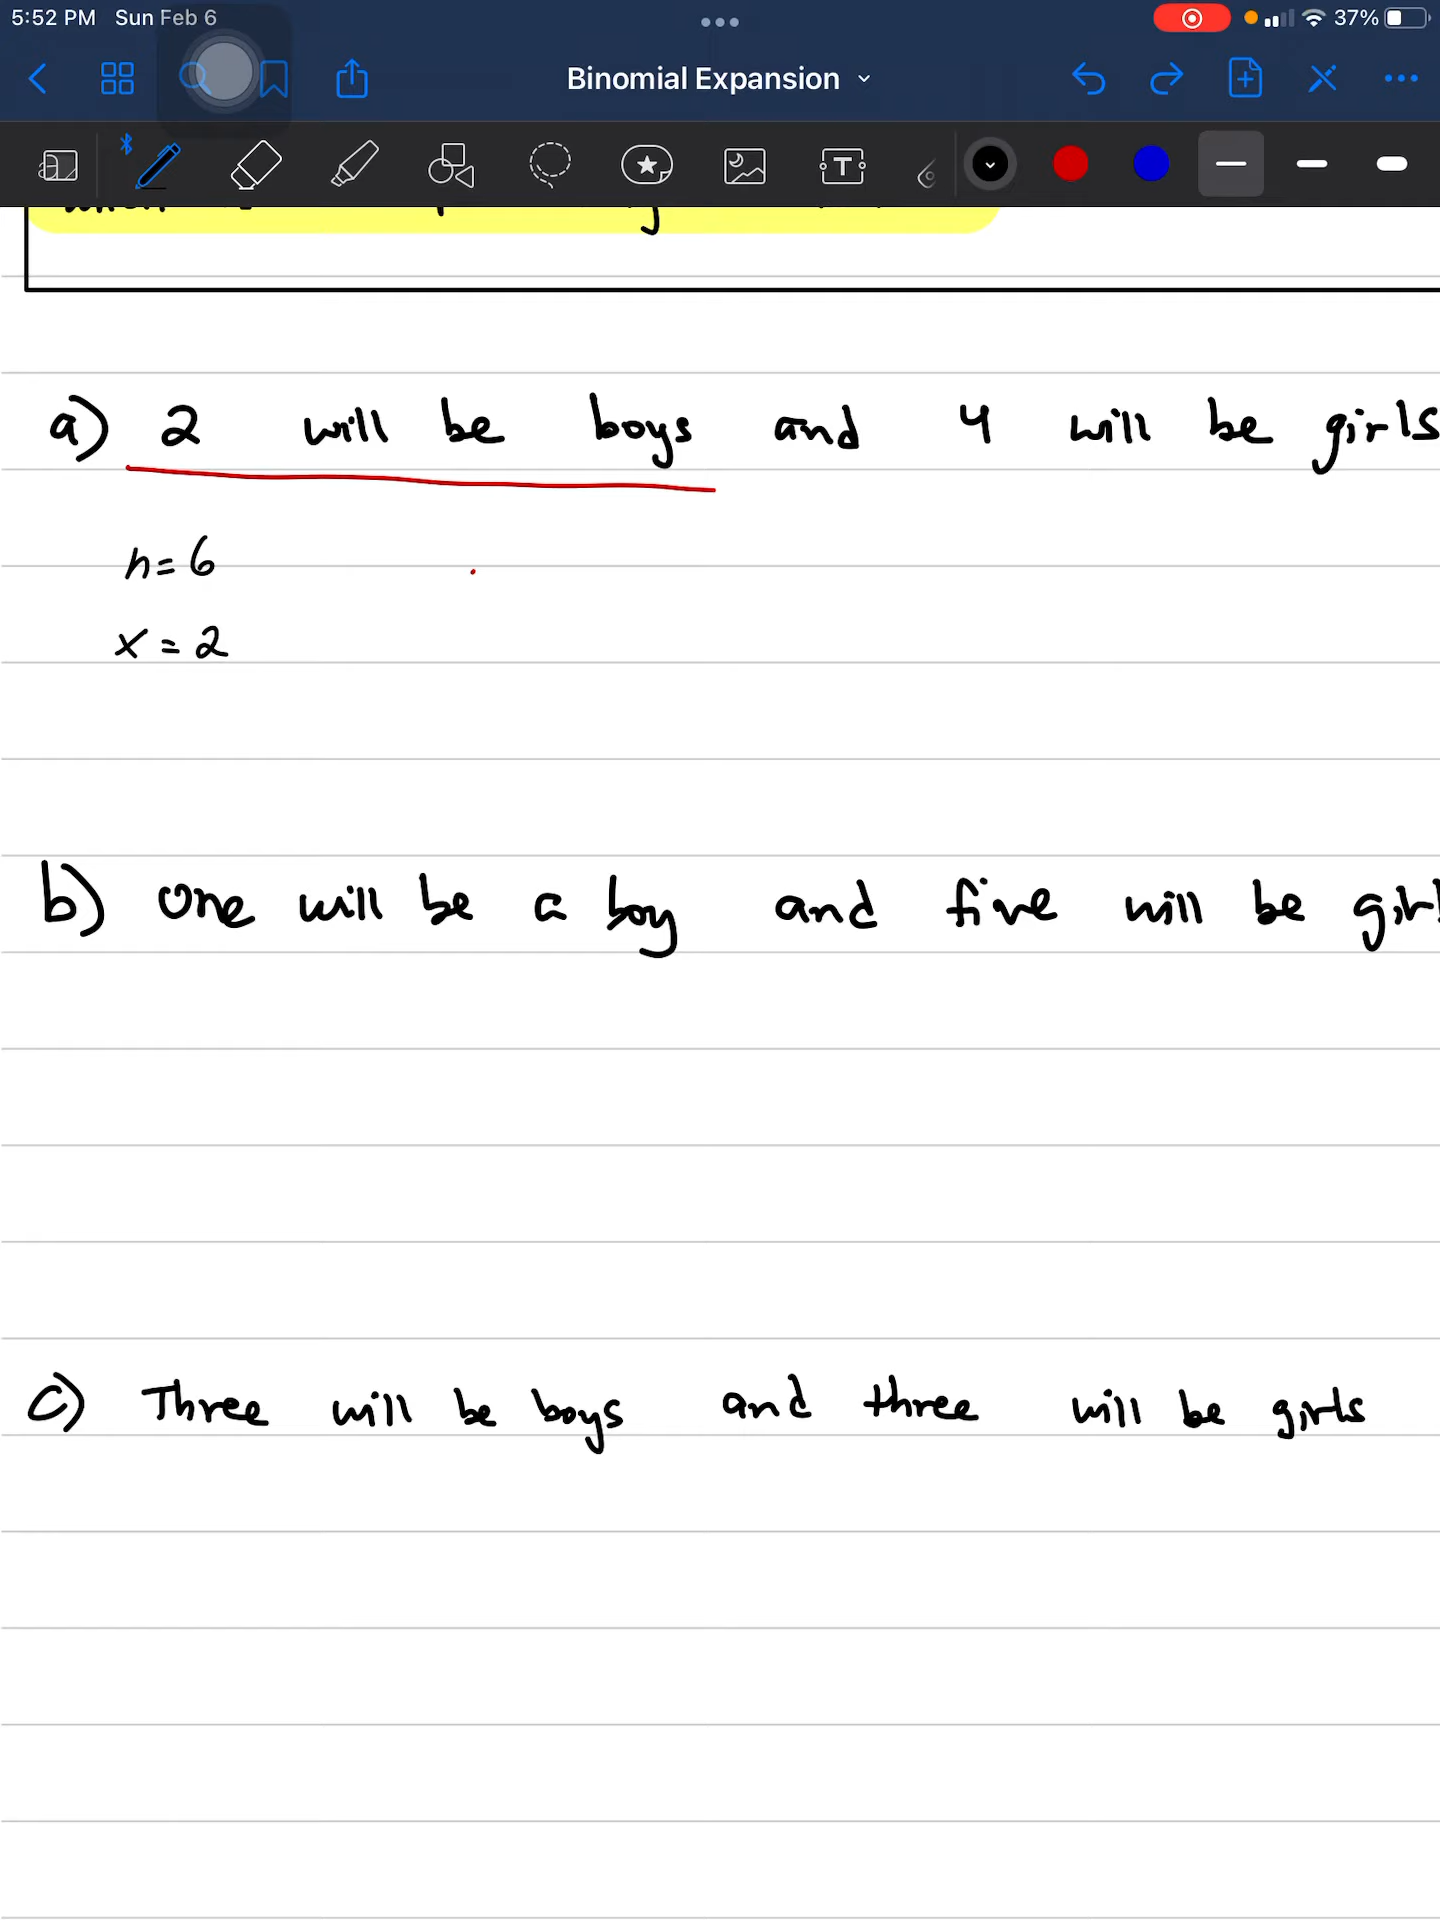 5:52 PM Sun Feb 6
37%
Binomial Expansion
a) 2 will be boys and 4 will be girls
n = 6
x = 2
b) One will be a boy and five will be
c) Three will be boys and three will be girls